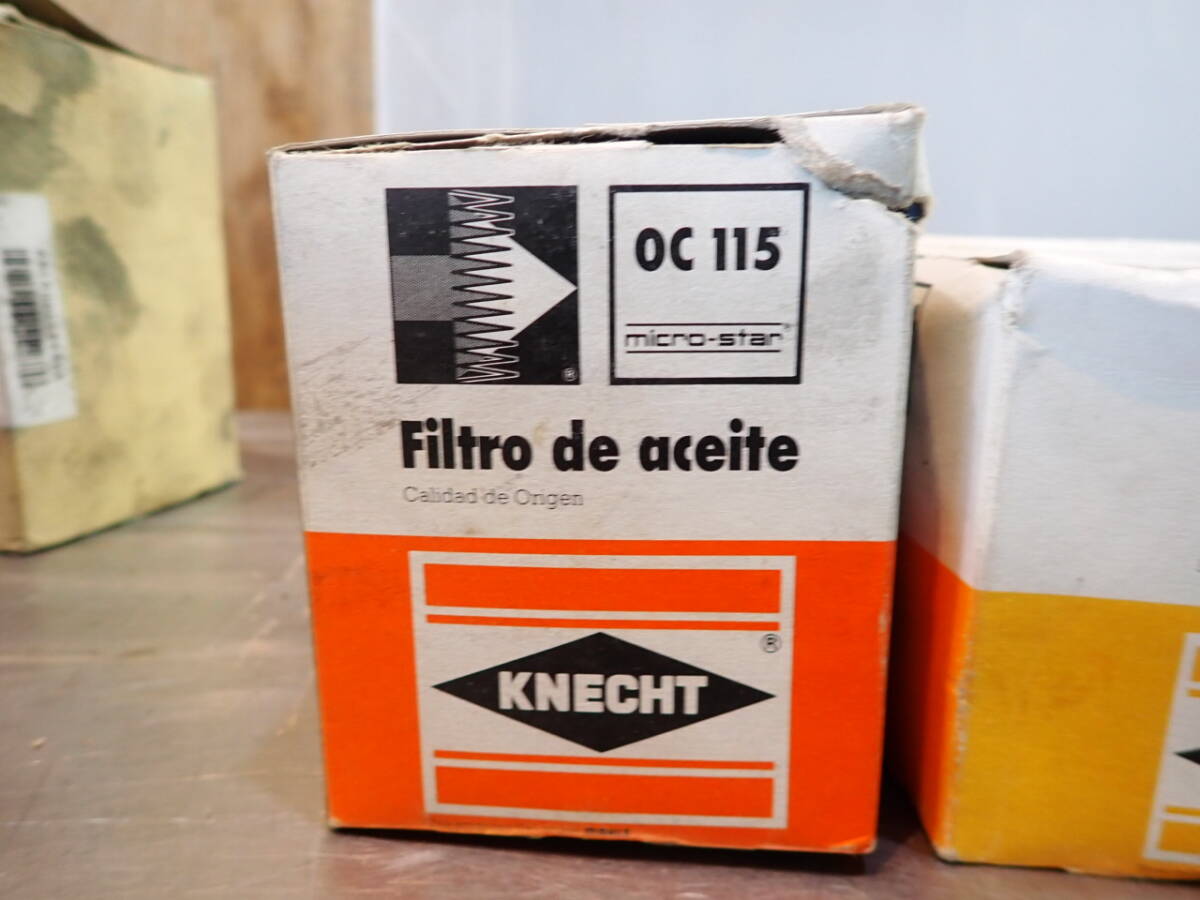 OC 115
micro-star
Filtro de aceite
Calidad de Origen
KNECHT